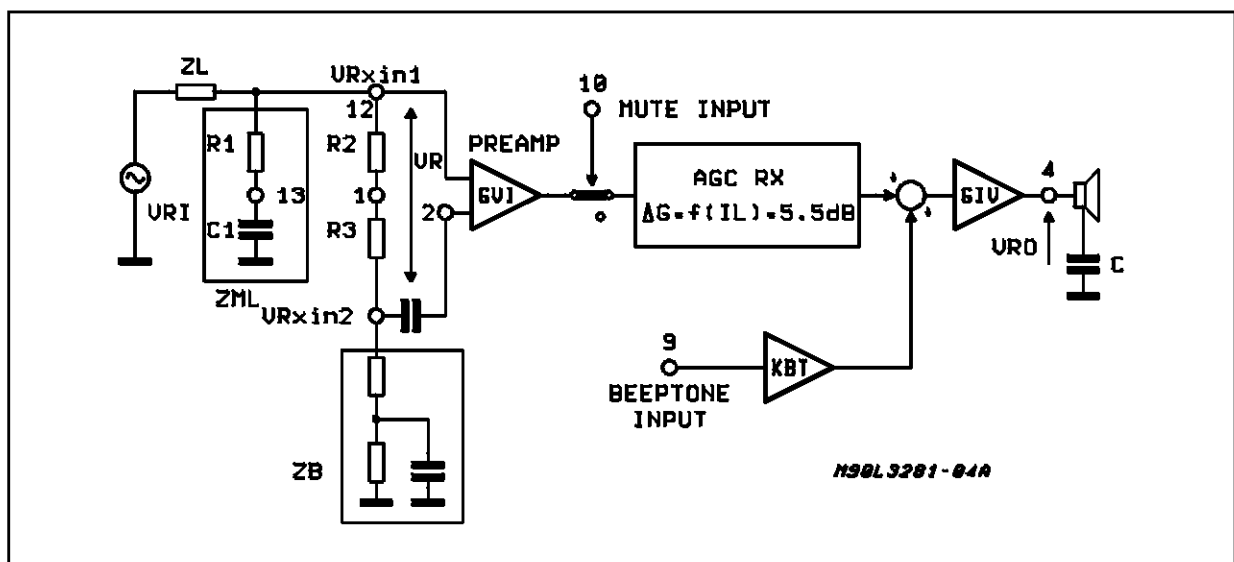 ZL
VRxin1
12
10
MUTE INPUT
R1
R2
VR
PREAMP
GVI
13
1
2
AGC RX
ΔG=f(IL)=5.5dB
GIV
4
VRI
C1
R3
VRO
C
ZML
VRxin2
9
KBT
BEEPTONE
INPUT
ZB
M90L3281-04A